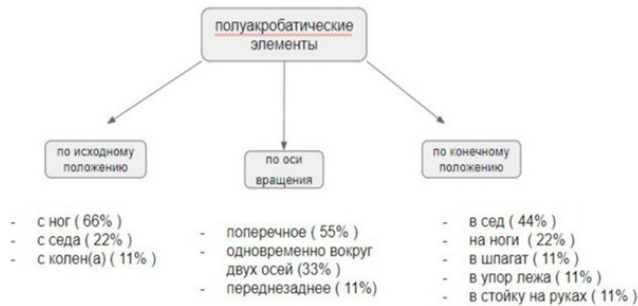 полуакробатические
элементы
по исходному
положению
по оси
вращения
по конечному
положению
- с ног ( 66% )
- с седа ( 22% )
- с колен(а) ( 11% )
- поперечное ( 55% )
- одновременно вокруг
двух осей (33% )
- переднезаднее ( 11%)
- в сед ( 44% )
- на ноги ( 22% )
- в шпагат ( 11% )
- в упор лежа ( 11% )
- в стойку на руках ( 11% )